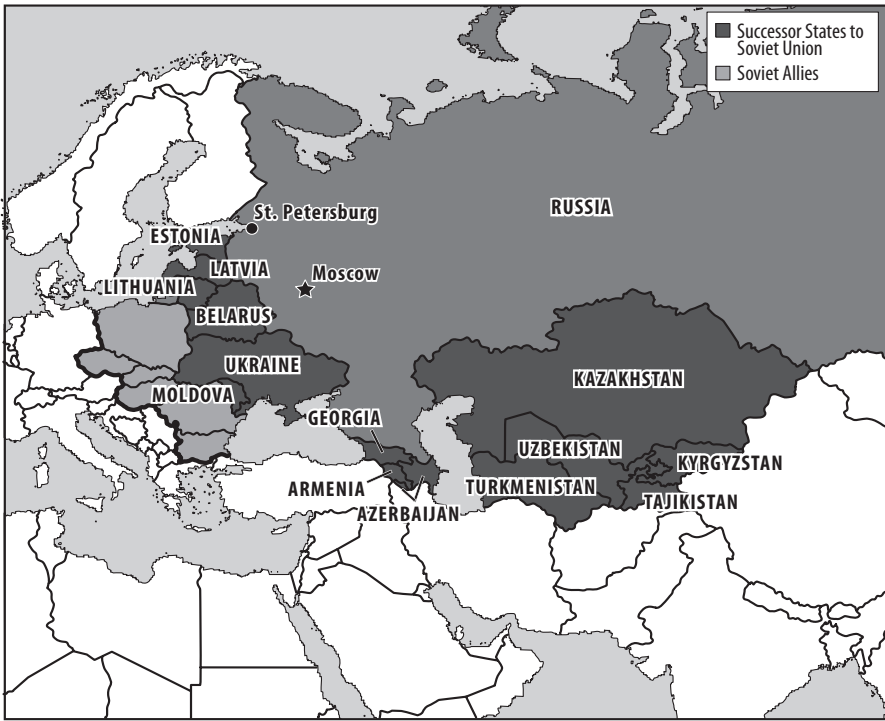 Successor States to
Soviet Union
Soviet Allies
RUSSIA
St. Petersburg
ESTONIA
LATVIA
Moscow
LITHUANIA
BELARUS
UKRAINE
KAZAKHSTAN
MOLDOVA
GEORGIA
UZBEKISTAN
KYRGYZSTAN
ARMENIA
TURKMENISTAN
TAJIKISTAN
AZERBAIJAN